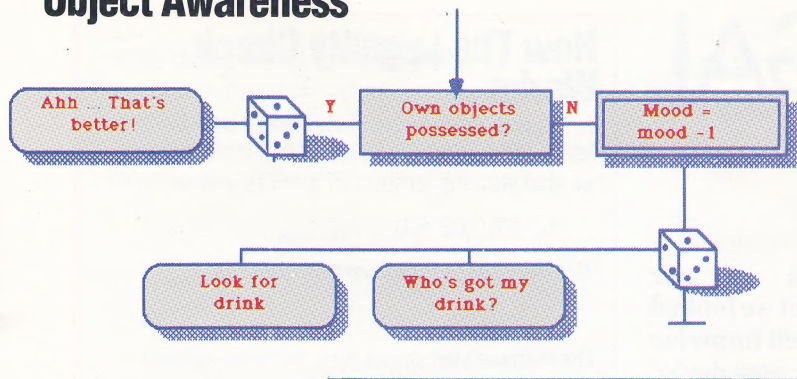 Object Awareness
Ahh ... That's
better!
Y
Own objects
possessed?
N
Mood =
mood -1
Look for
drink
Who's got my
drink?